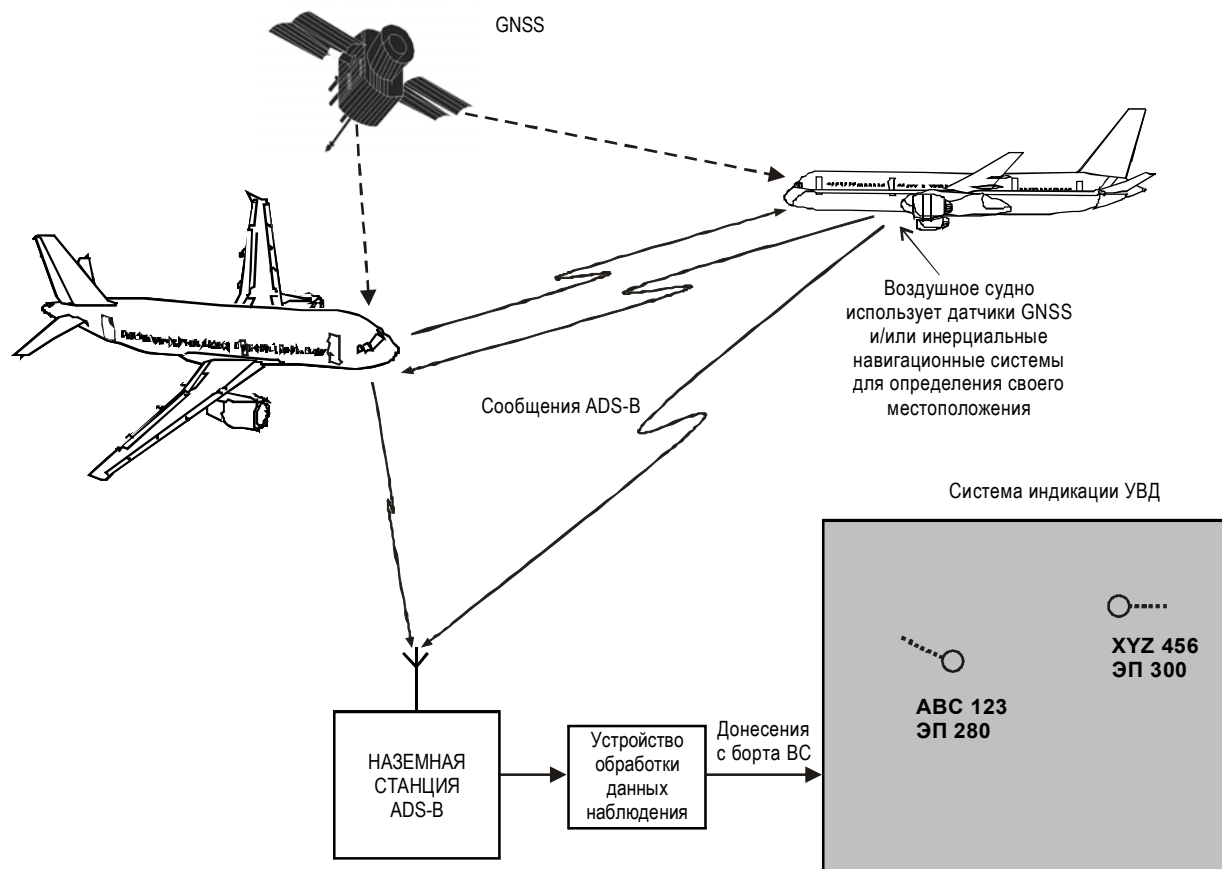 GNSS
Воздушное судно
использует датчики GNSS
и/или инерциальные
навигационные системы
для определения своего
местоположения
Сообщения ADS-B
Система индикации УВД
XYZ 456
ЭП 300
ABC 123
ЭП 280
НАЗЕМНАЯ
СТАНЦИЯ
ADS-B
Устройство
обработки
данных
наблюдения
Донесения
с борта ВС